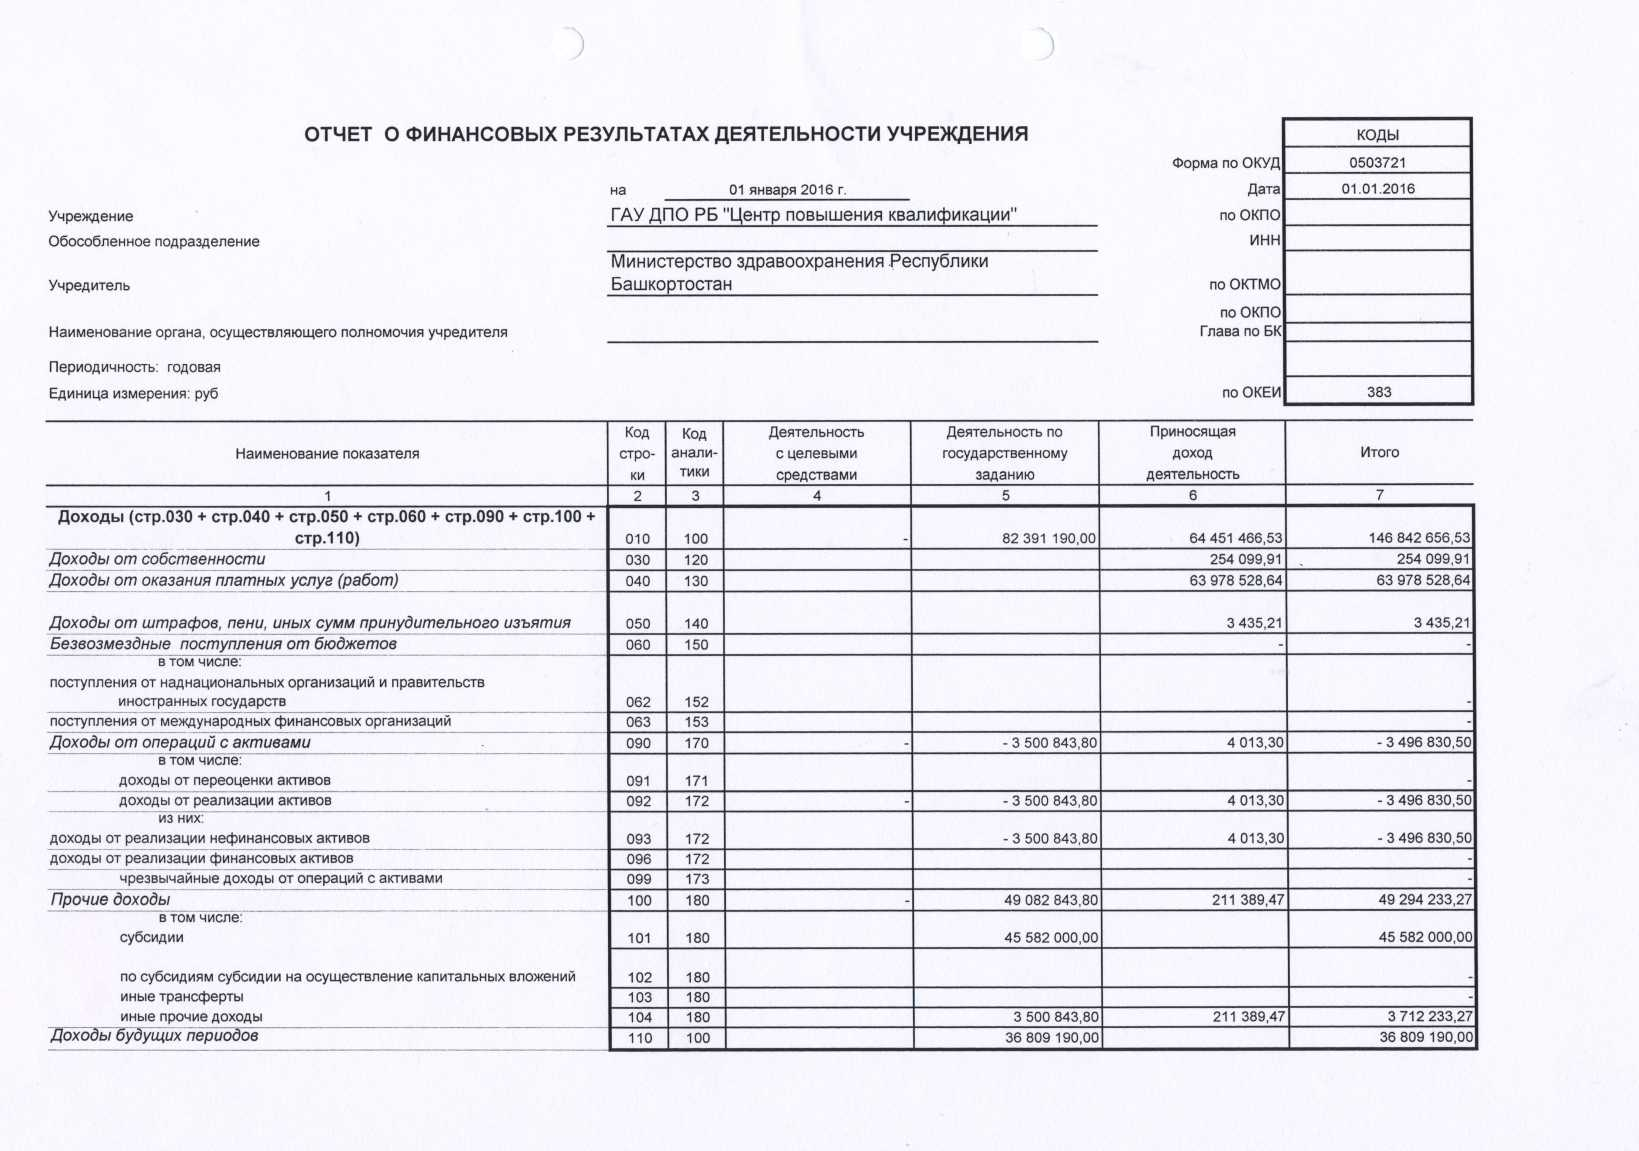 ОТЧЕТ О ФИНАНСОВЫХ РЕЗУЛЬТАТАХ ДЕЯТЕЛЬНОСТИ УЧРЕЖДЕНИЯ
КОДЫ
Форма по ОКУД 0503721
на 01 января 2016 г. Дата 01.01.2016
Учреждение ГАУ ДПО РБ "Центр повышения квалификации" по ОКПО
Обособленное подразделение ИНН
Министерство здравоохранения Республики
Учредитель Башкортостан по ОКТМО
по ОКПО
Наименование органа, осуществляющего полномочия учредителя Глава по БК
Периодичность: годовая
Единица измерения: руб по ОКЕИ 383
Наименование показателя Код стро-ки Код анали-тики Деятельность с целевыми средствами Деятельность по государственному заданию Приносящая доход деятельность Итого
1 2 3 4 5 6 7
Доходы (стр.030 + стр.040 + стр.050 + стр.060 + стр.090 + стр.100 +
стр.110) 010 100 - 82 391 190,00 64 451 466,53 146 842 656,53
Доходы от собственности 030 120 254 099,91 254 099,91
Доходы от оказания платных услуг (работ) 040 130 63 978 528,64 63 978 528,64
Доходы от штрафов, пени, иных сумм принудительного изъятия 050 140 3 435,21 3 435,21
Безвозмездные поступления от бюджетов 060 150 - -
в том числе:
поступления от наднациональных организаций и правительств
иностранных государств 062 152 -
поступления от международных финансовых организаций 063 153 -
Доходы от операций с активами 090 170 - - 3 500 843,80 4 013,30 - 3 496 830,50
в том числе:
доходы от переоценки активов 091 171 -
доходы от реализации активов 092 172 - - 3 500 843,80 4 013,30 - 3 496 830,50
из них:
доходы от реализации нефинансовых активов 093 172 - 3 500 843,80 4 013,30 - 3 496 830,50
доходы от реализации финансовых активов 096 172 -
чрезвычайные доходы от операций с активами 099 173 -
Прочие доходы 100 180 - 49 082 843,80 211 389,47 49 294 233,27
в том числе:
субсидии 101 180 45 582 000,00 45 582 000,00
по субсидиям субсидии на осуществление капитальных вложений 102 180 -
иные трансферты 103 180 -
иные прочие доходы 104 180 3 500 843,80 211 389,47 3 712 233,27
Доходы будущих периодов 110 100 36 809 190,00 36 809 190,00